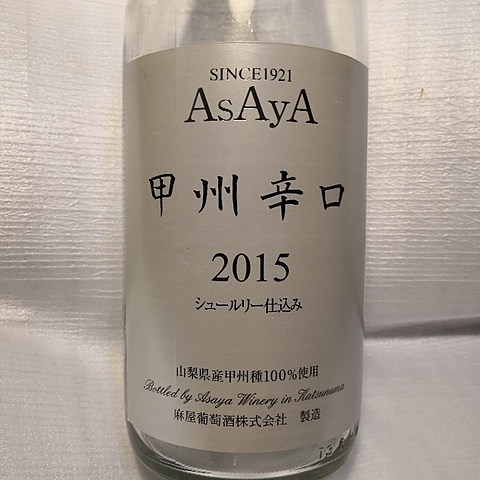 SINCE1921
AsAyA
甲州辛口
2015
シュールリー仕込み
山梨県産甲州種100%使用
Bottled by Asaya Winery in Katsunuma
麻屋葡萄酒株式会社 製造